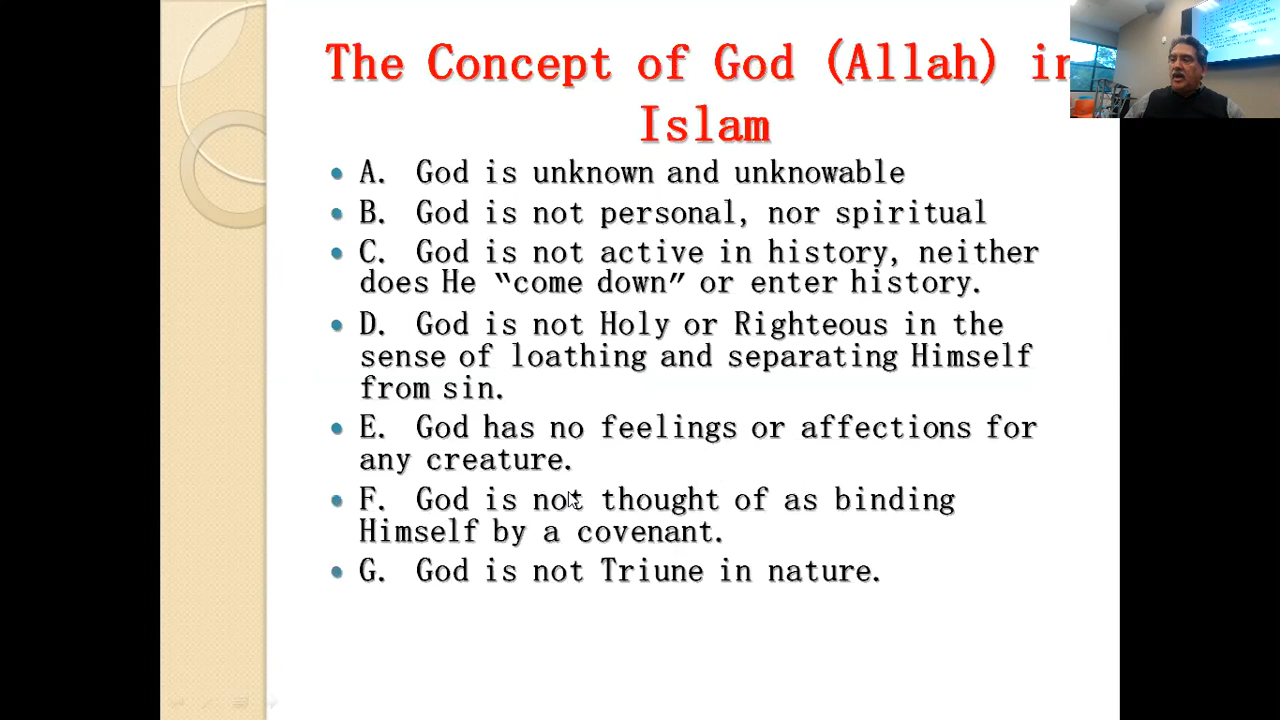 The Concept of God (Allah) in
Islam
A. God is unknown and unknowable
B. God is not personal, nor spiritual
C. God is not active in history, neither
does He “come down” or enter history.
D. God is not Holy or Righteous in the
sense of loathing and separating Himself
from sin.
E. God has no feelings or affections for
any creature.
F. God is not thought of as binding
Himself by a covenant.
G. God is not Triune in nature.